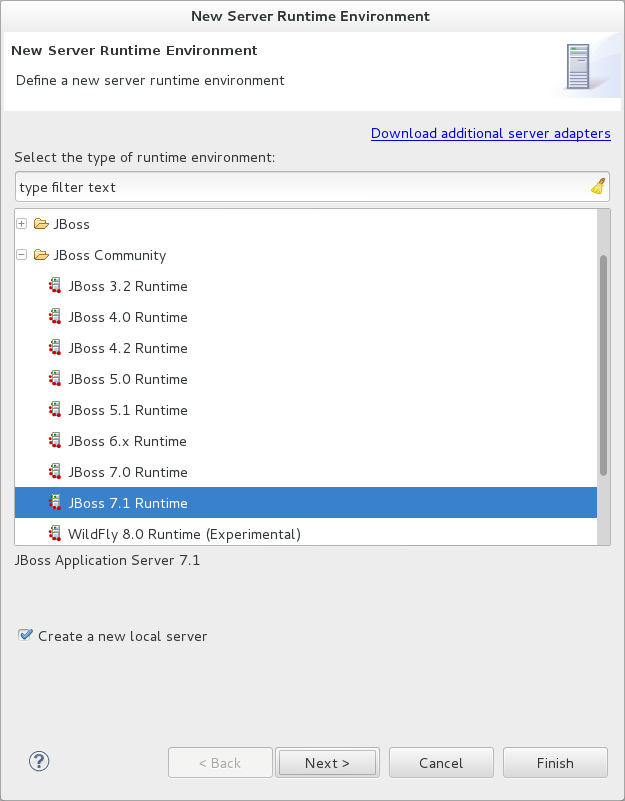 New Server Runtime Environment
New Server Runtime Environment
Define a new server runtime environment
Download additional server adapters
Select the type of runtime environment:
type filter text
JBoss
JBoss Community
JBoss 3.2 Runtime
JBoss 4.0 Runtime
JBoss 4.2 Runtime
JBoss 5.0 Runtime
JBoss 5.1 Runtime
JBoss 6.x Runtime
JBoss 7.0 Runtime
JBoss 7.1 Runtime
WildFly 8.0 Runtime (Experimental)
JBoss Application Server 7.1
Create a new local server
? < Back Next > Cancel Finish